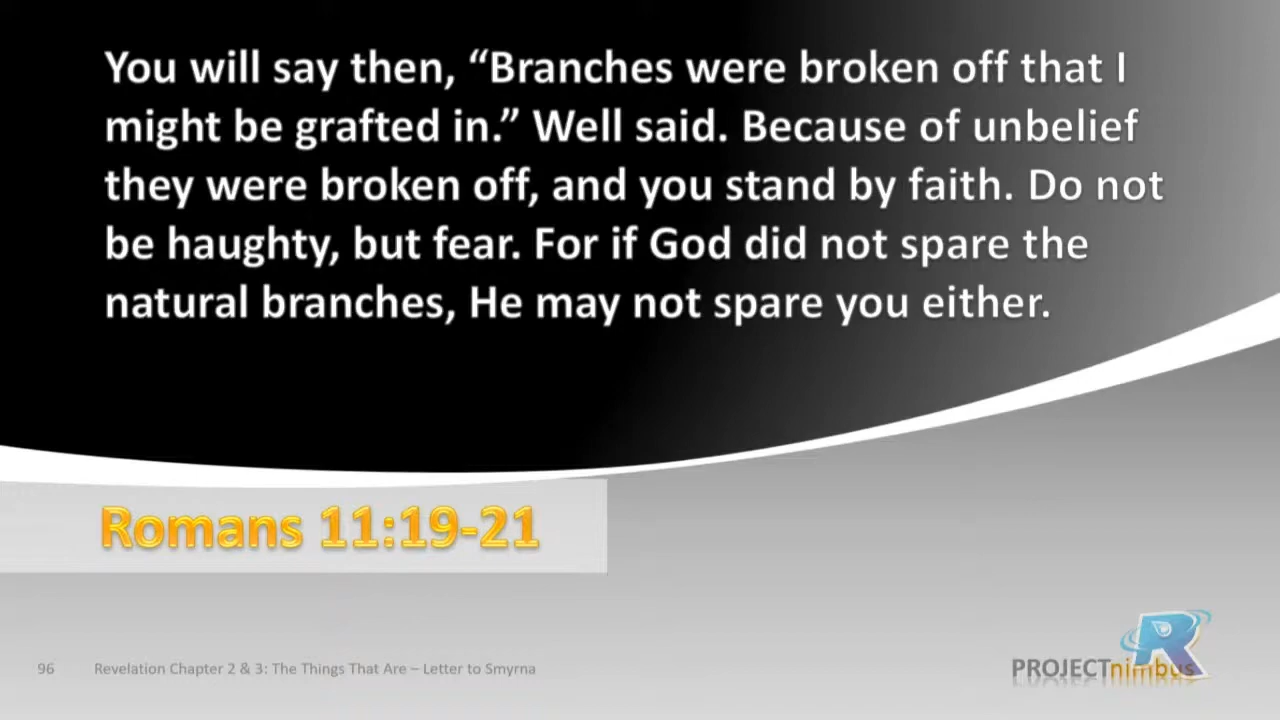 You will say then, “Branches were broken off that I
might be grafted in.” Well said. Because of unbelief
they were broken off, and you stand by faith. Do not
be haughty, but fear. For if God did not spare the
natural branches, He may not spare you either.
Romans 11:19-21
96 Revelation Chapter 2 & 3: The Things That Are – Letter to Smyrna
R
PROJECTnimbus